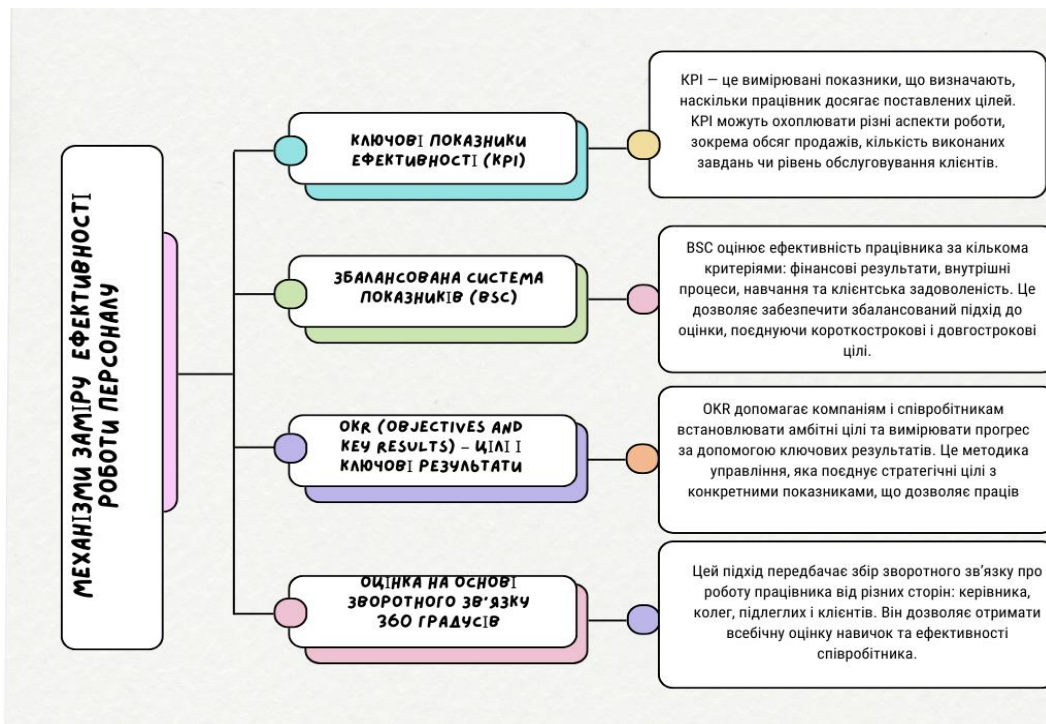 МЕХАНІЗМИ ЗАМІРУ ЕФЕКТИВНОСТІ
РОБОТИ ПЕРСОНАЛУ
КЛЮЧОВІ ПОКАЗНИКИ
ЕФЕКТИВНОСТІ (KPI)
KPI — це вимірювані показники, що визначають,
наскільки працівник досягає поставлених цілей.
KPI можуть охоплювати різні аспекти роботи,
зокрема обсяг продажів, кількість виконаних
завдань чи рівень обслуговування клієнтів.
ЗБАЛАНСОВАНА СИСТЕМА
ПОКАЗНИКІВ (BSC)
BSC оцінює ефективність працівника за кількома
критеріями: фінансові результати, внутрішні
процеси, навчання та клієнтська задоволеність. Це
дозволяє забезпечити збалансований підхід до
оцінки, поєднуючи короткострокові і довгострокові
цілі.
OKR (OBJECTIVES AND
KEY RESULTS) – ЦІЛІ І
КЛЮЧОВІ РЕЗУЛЬТАТИ
OKR допомагає компаніям і співробітникам
встановлювати амбітні цілі та вимірювати прогрес
за допомогою ключових результатів. Це методика
управління, яка поєднує стратегічні цілі з
конкретними показниками, що дозволяє праців
ОЦІНКА НА ОСНОВІ
ЗВОРОТНОГО ЗВ'ЯЗКУ
360 ГРАДУСІВ
Цей підхід передбачає збір зворотного зв’язку про
роботу працівника від різних сторін: керівника,
колег, підлеглих і клієнтів. Він дозволяє отримати
всебічну оцінку навичок та ефективності
співробітника.